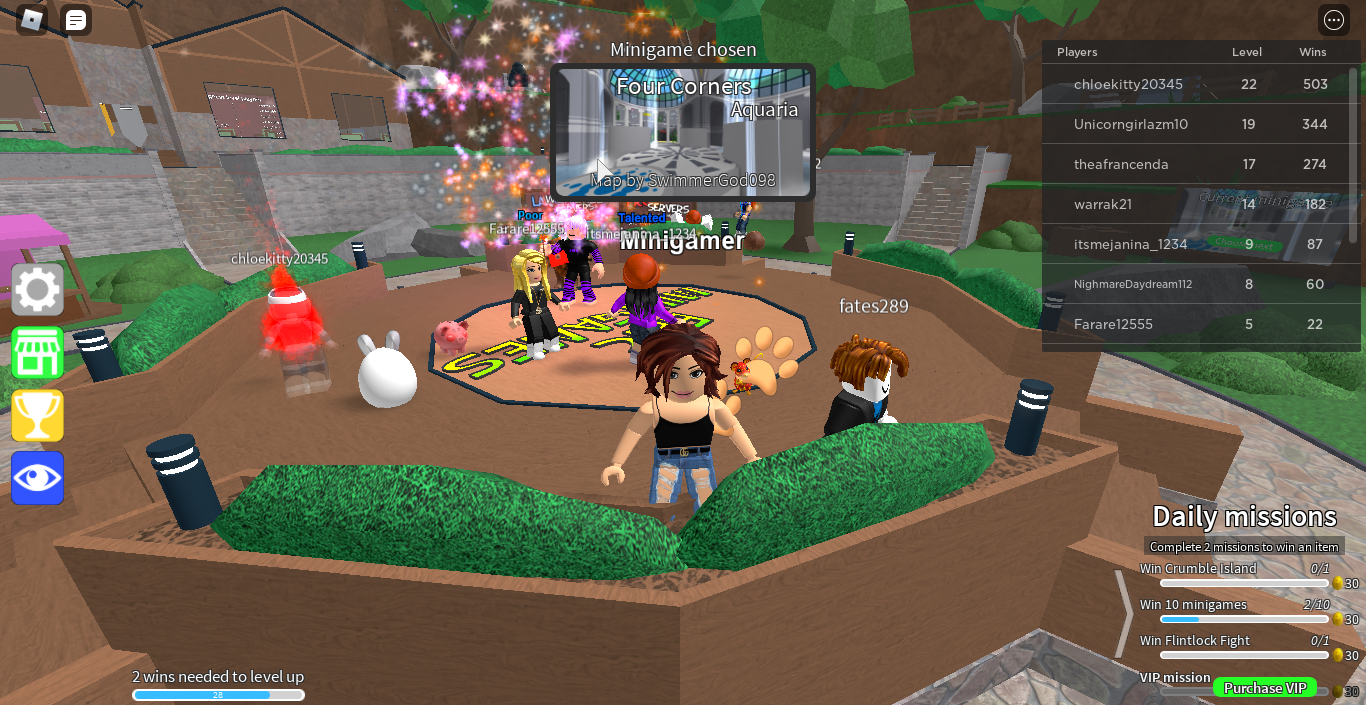 Minigame chosen
Four Corners
Aquaria
Map by SwimmerGod098
Players Level Wins
chloekitty20345 22 503
Unicorngirlazm10 19 344
theafrancenda 17 274
warrak21 14 182
itsmejanina_1234 9 87
NighmareDaydream112 8 60
Farare12555 5 22
SERVERS
Poor
Talented
Farare12555
itsmejanina_1234
Minigamer
chloekitty20345
fates289
Daily missions
Complete 2 missions to win an item
Win Crumble Island 0/1
30
Win 10 minigames 2/10
30
Win Flintlock Fight 0/1
30
VIP mission
Purchase VIP
30
2 wins needed to level up
28